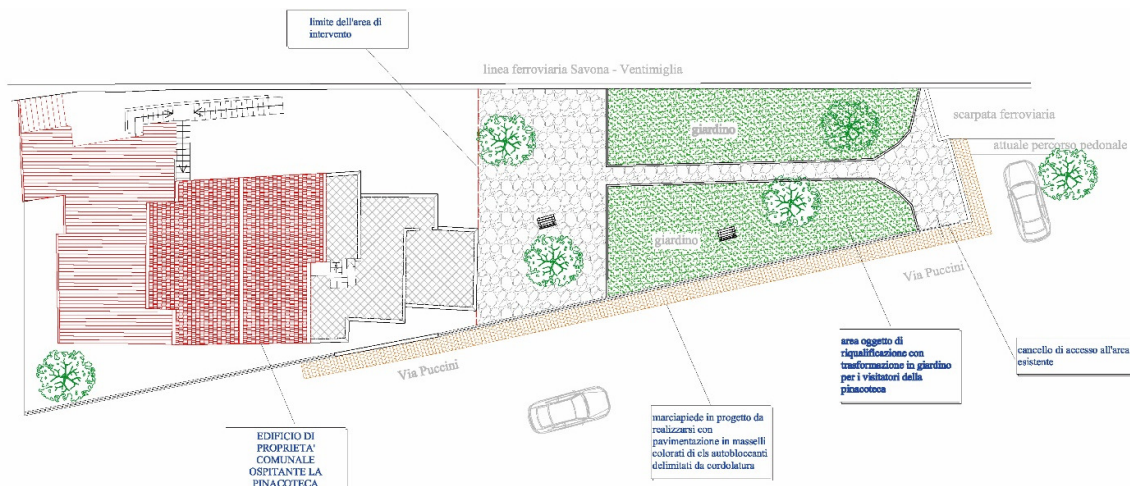 limite dell'area di
intervento
linea ferroviaria Savona - Ventimiglia
scarpata ferroviaria
attuale percorso pedonale
giardino
giardino
Via Puccini
Via Puccini
area oggetto di
riqualificazione con
trasformazione in giardino
per i visitatori della
pinacoteca
cancello di accesso all'area
esistente
marciapiede in progetto da
realizzarsi con
pavimentazione in masselli
colorati di cls autobloccanti
delimitati da cordolatura
EDIFICIO DI
PROPRIETA'
COMUNALE
OSPITANTE LA
PINACOTECA